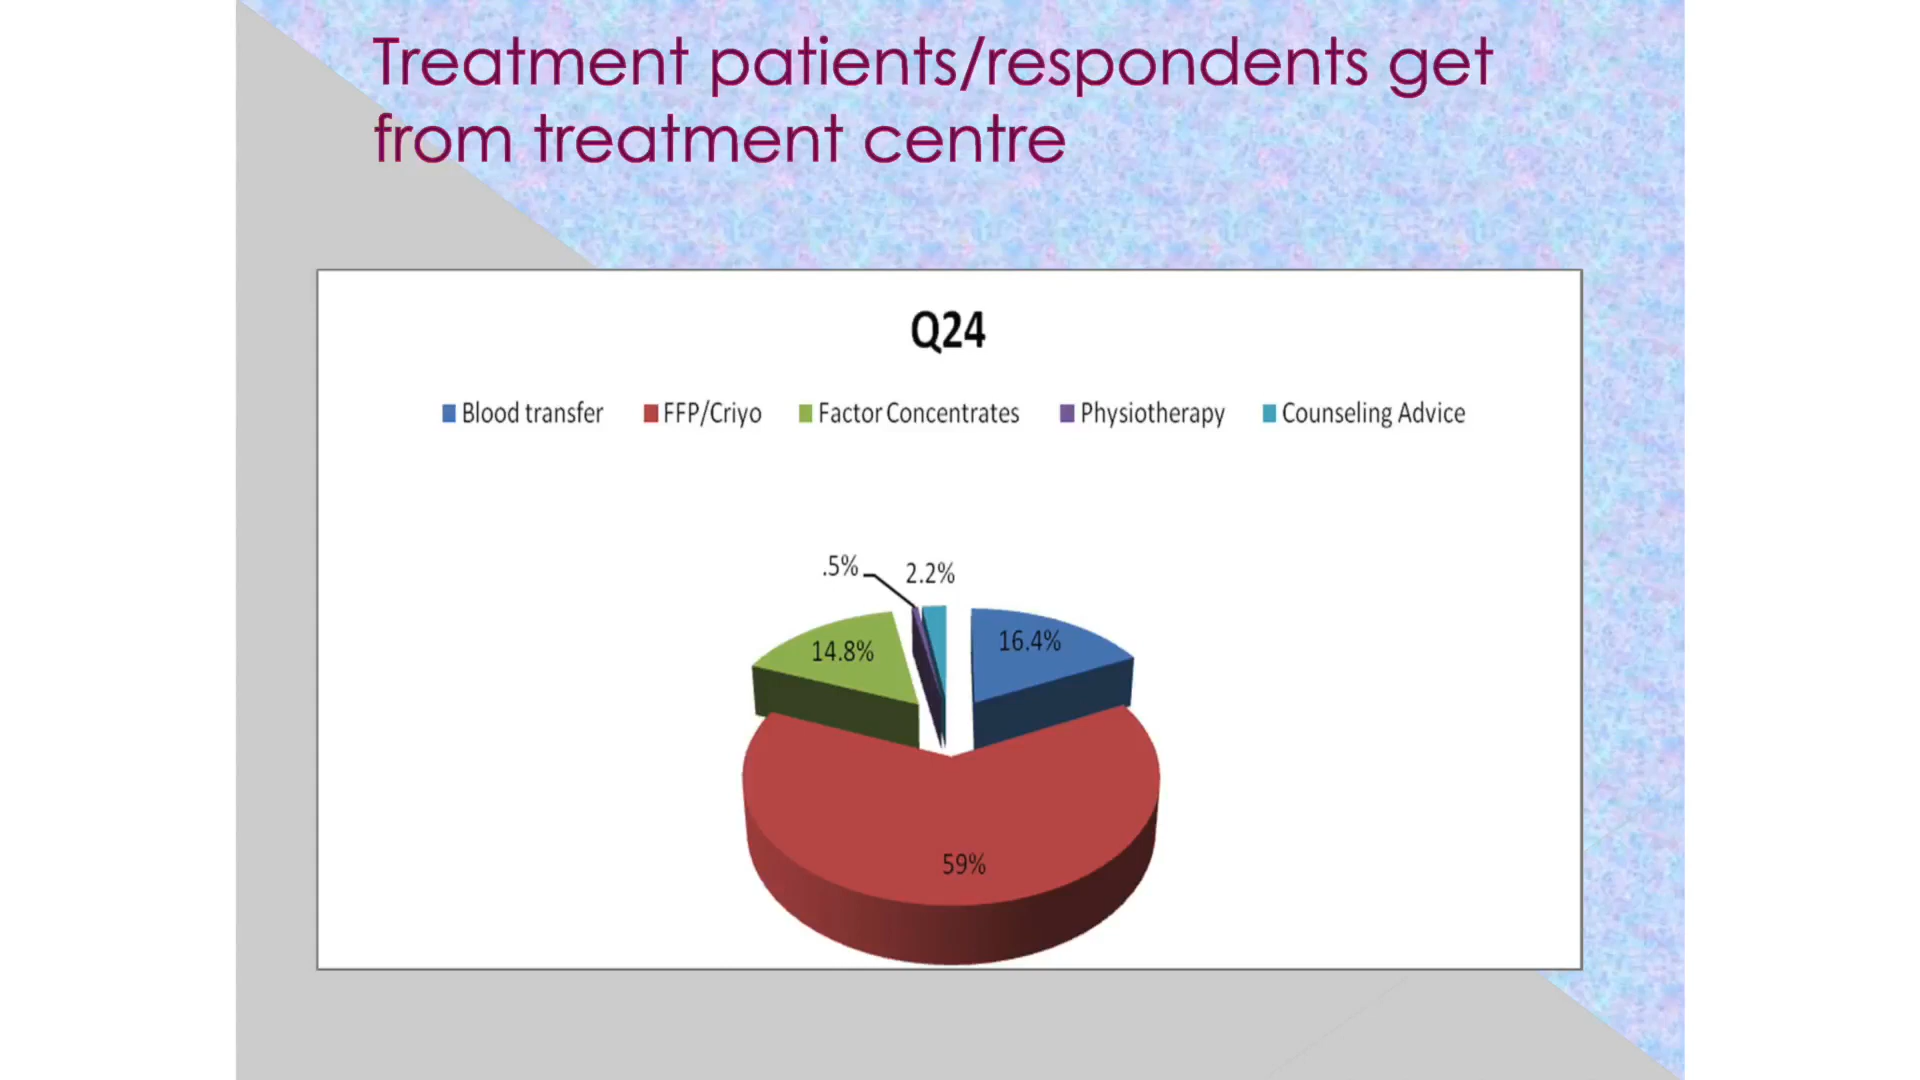 Treatment patients/respondents get
from treatment centre
Q24
Blood transfer FFP/Criyo Factor Concentrates Physiotherapy Counseling Advice
.5% 2.2%
14.8% 16.4%
59%